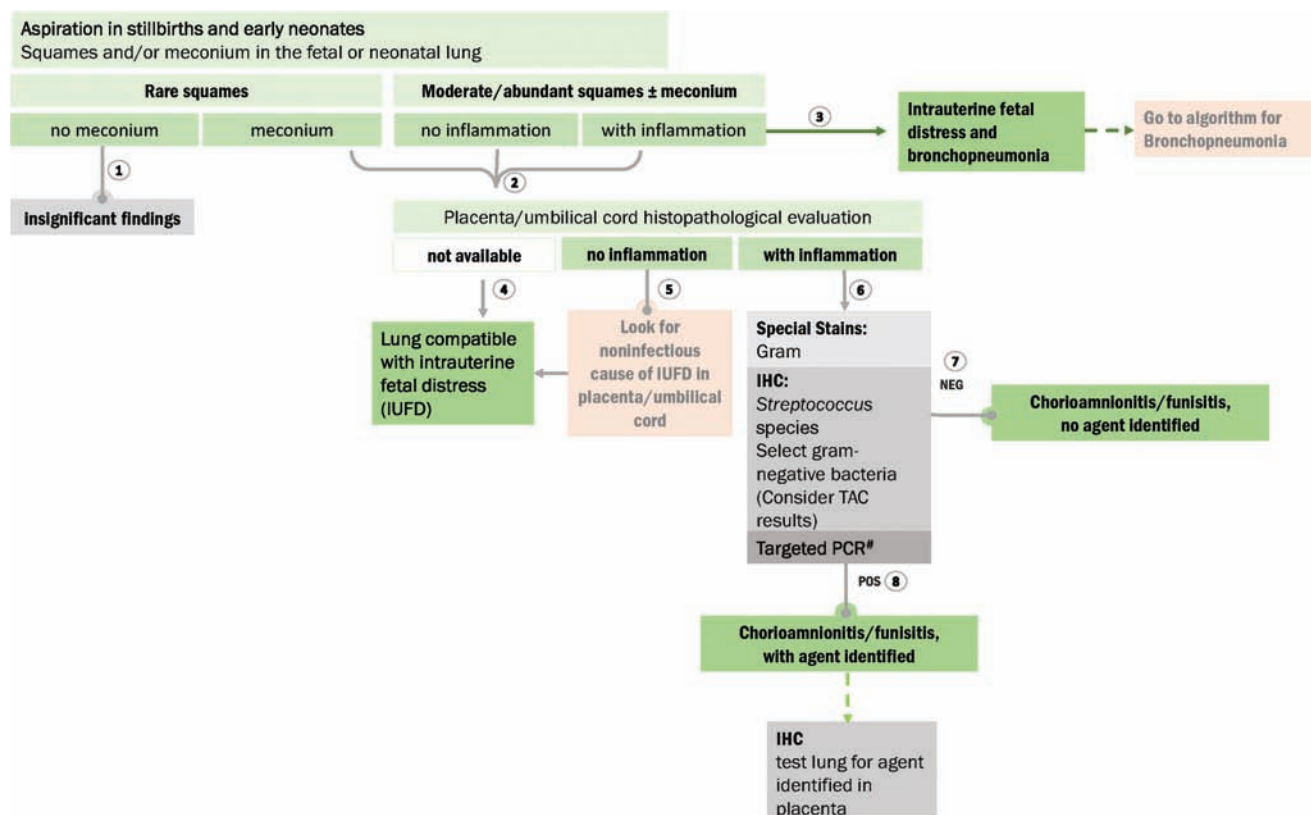 Aspiration in stillbirths and early neonates
Squames and/or meconium in the fetal or neonatal lung
Rare squames
Moderate/abundant squames ± meconium
no meconium
meconium
no inflammation
with inflammation
3
Intrauterine fetal
distress and
bronchopneumonia
Go to algorithm for
Bronchopneumonia
1
2
insignificant findings
Placenta/umbilical cord histopathological evaluation
not available
no inflammation
with inflammation
4
5
6
Lung compatible
with intrauterine
fetal distress
(IUFD)
Look for
noninfectious
cause of IUFD in
placenta/umbilical
cord
Special Stains:
Gram
IHC:
Streptococcus
species
Select gram-
negative bacteria
(Consider TAC
results)
Targeted PCR#
7
NEG
Chorioamnionitis/funisitis,
no agent identified
POS 8
Chorioamnionitis/funisitis,
with agent identified
IHC
test lung for agent
identified in
placenta